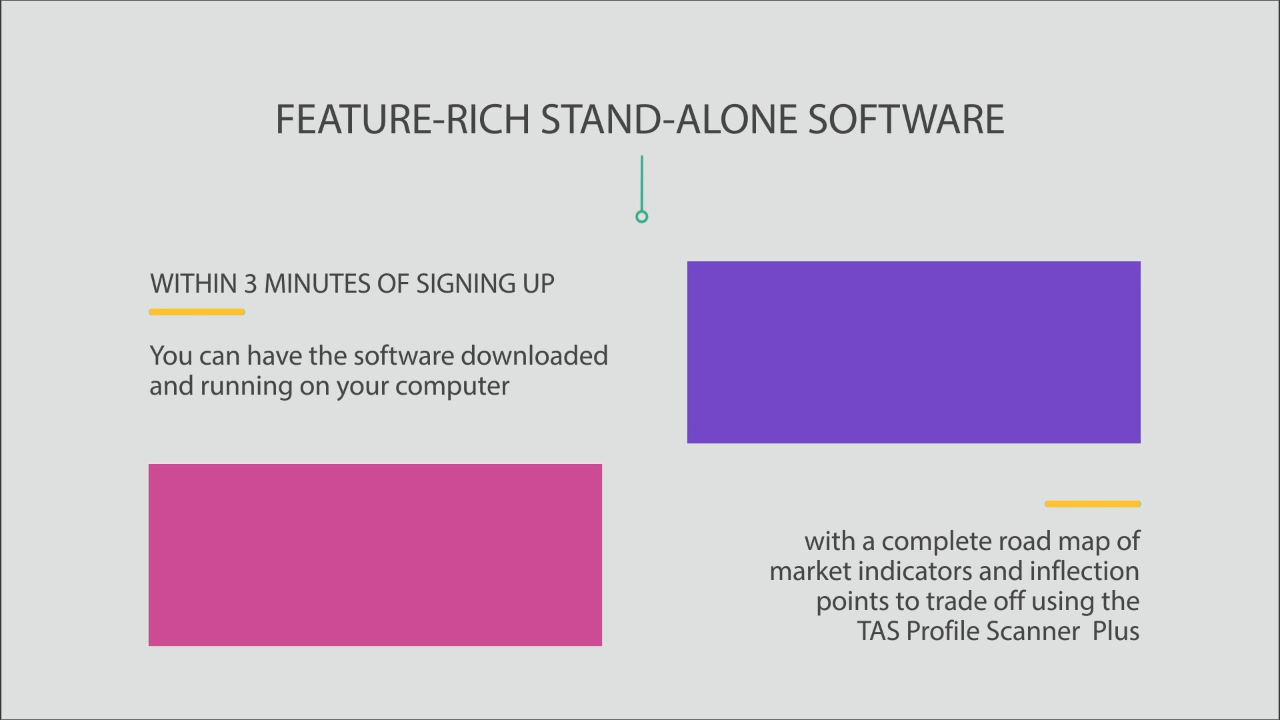 FEATURE-RICH STAND-ALONE SOFTWARE
WITHIN 3 MINUTES OF SIGNING UP
You can have the software downloaded
and running on your computer
with a complete road map of
market indicators and inflection
points to trade off using the
TAS Profile Scanner  Plus